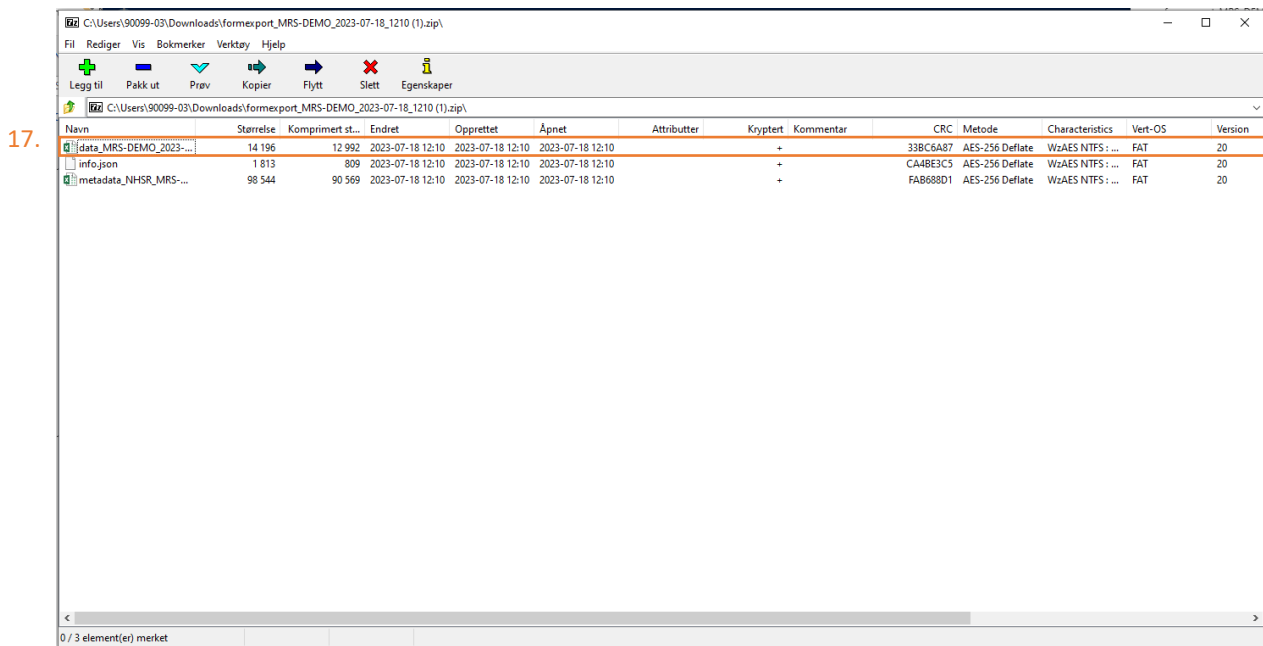 C:\Users\90099-03\Downloads\formexport_MRS-DEMO_2023-07-18_1210 (1).zip\
Fil Rediger Vis Bokmerker Verktøy Hjelp
Legg til Pakk ut Prøv Kopier Flytt Slett Egenskaper
C:\Users\90099-03\Downloads\formexport_MRS-DEMO_2023-07-18_1210 (1).zip\
Navn Størrelse Komprimert st... Endret Opprettet Åpnet Attributter Kryptert Kommentar CRC Metode Characteristics Vert-OS Version
17. data_MRS-DEMO_2023-... 14 196 12 992 2023-07-18 12:10 2023-07-18 12:10 2023-07-18 12:10 + 33BC6A87 AES-256 Deflate WzAES NTFS : ... FAT 20
info.json 1 813 809 2023-07-18 12:10 2023-07-18 12:10 2023-07-18 12:10 + CA4BE3C5 AES-256 Deflate WzAES NTFS : ... FAT 20
metadata_NHSR_MRS-... 98 544 90 569 2023-07-18 12:10 2023-07-18 12:10 2023-07-18 12:10 + FAB688D1 AES-256 Deflate WzAES NTFS : ... FAT 20
0 / 3 element(er) merket